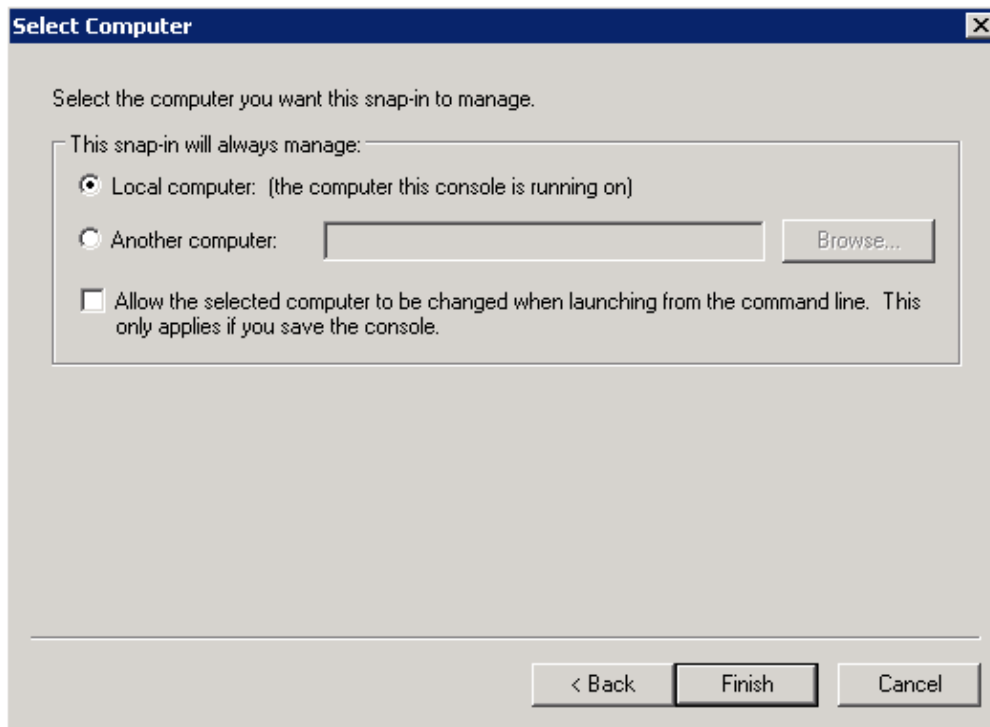 Select Computer
Select the computer you want this snap-in to manage.
This snap-in will always manage:
Local computer: (the computer this console is running on)
Another computer:
Browse...
Allow the selected computer to be changed when launching from the command line. This
only applies if you save the console.
< Back
Finish
Cancel